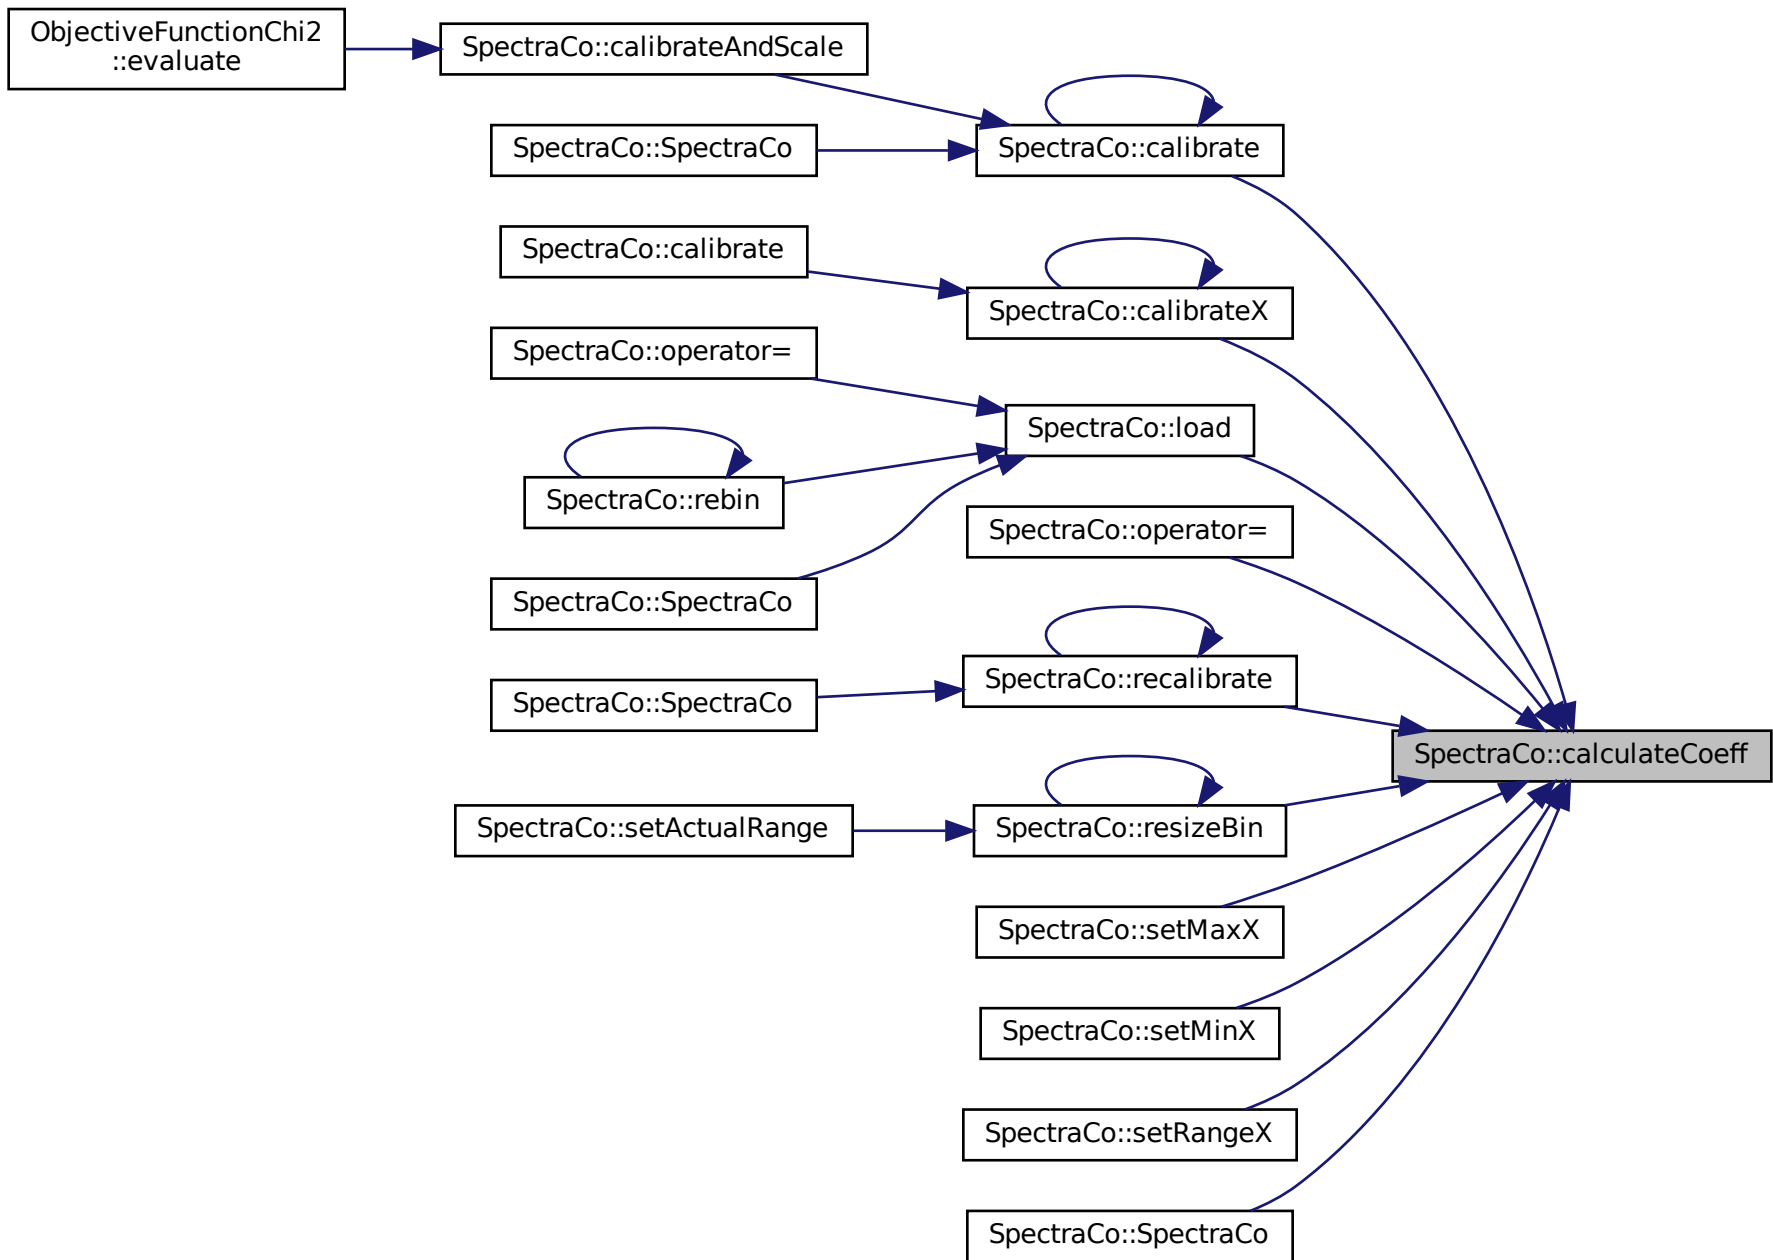 ObjectiveFunctionChi2
::evaluate
SpectraCo::calibrateAndScale
SpectraCo::SpectraCo
SpectraCo::calibrate
SpectraCo::calibrate
SpectraCo::calibrateX
SpectraCo::operator=
SpectraCo::load
SpectraCo::rebin
SpectraCo::operator=
SpectraCo::SpectraCo
SpectraCo::recalibrate
SpectraCo::SpectraCo
SpectraCo::calculateCoeff
SpectraCo::setActualRange
SpectraCo::resizeBin
SpectraCo::setMaxX
SpectraCo::setMinX
SpectraCo::setRangeX
SpectraCo::SpectraCo